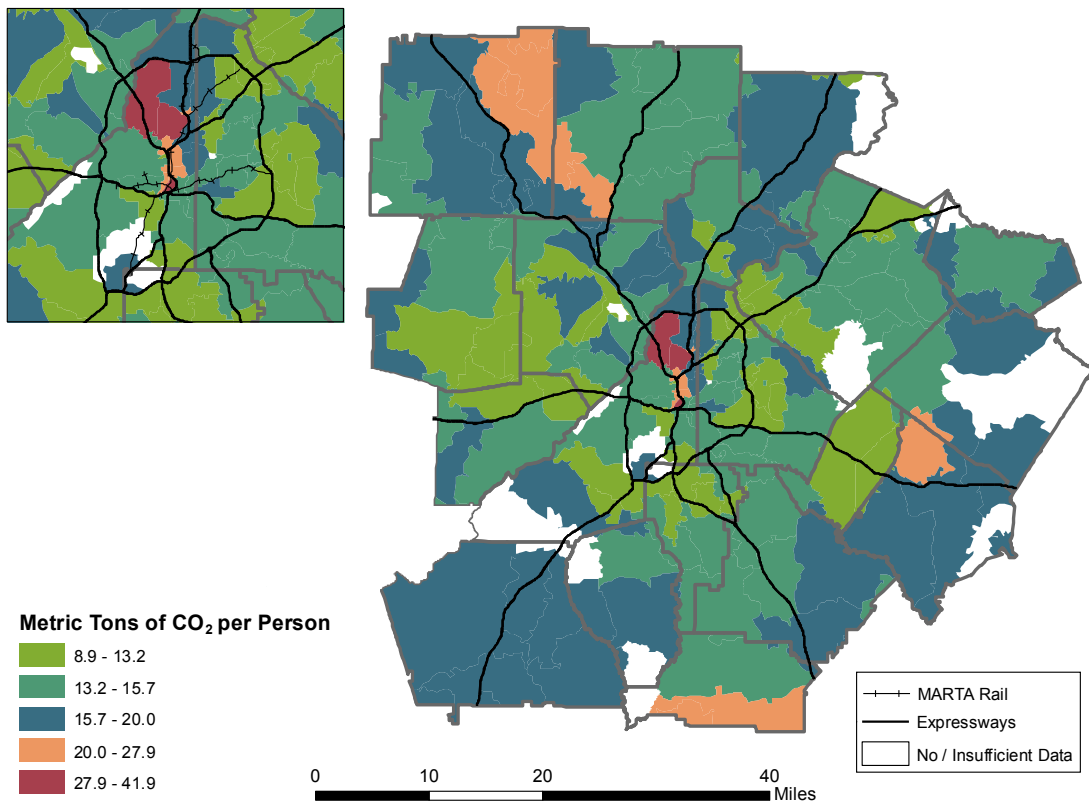 Metric Tons of CO₂ per Person
8.9 - 13.2
13.2 - 15.7
15.7 - 20.0
20.0 - 27.9
27.9 - 41.9
MARTA Rail
Expressways
No / Insufficient Data
0 10 20 40
Miles